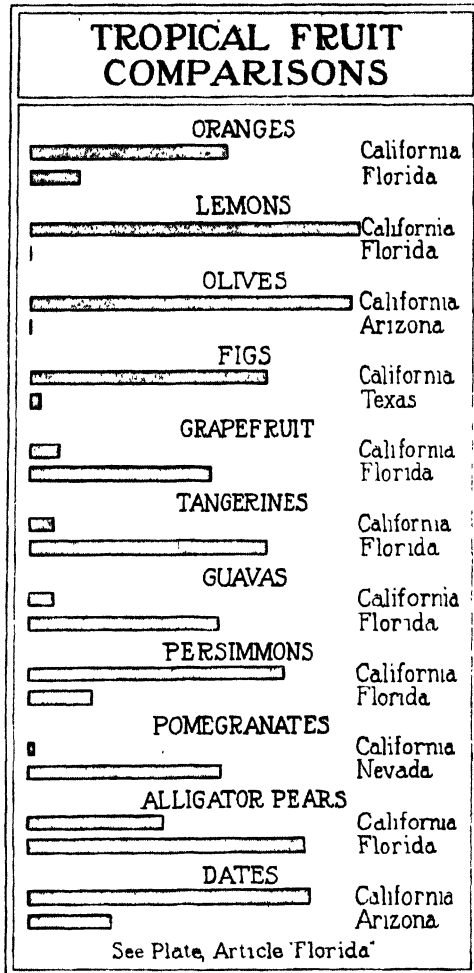 TROPICAL FRUIT
COMPARISONS
ORANGES
California
Florida
LEMONS
California
Florida
OLIVES
California
Arizona
FIGS
California
Texas
GRAPEFRUIT
California
Florida
TANGERINES
California
Florida
GUAVAS
California
Florida
PERSIMMONS
California
Florida
POMEGRANATES
California
Nevada
ALLIGATOR PEARS
California
Florida
DATES
California
Arizona
See Plate, Article "Florida"